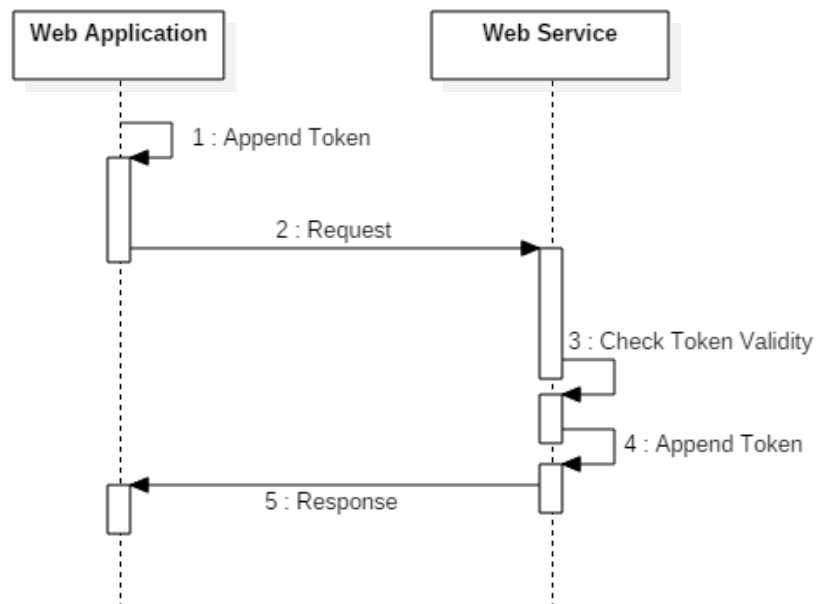 Web Application
Web Service
1 : Append Token
2 : Request
3 : Check Token Validity
4 : Append Token
5 : Response